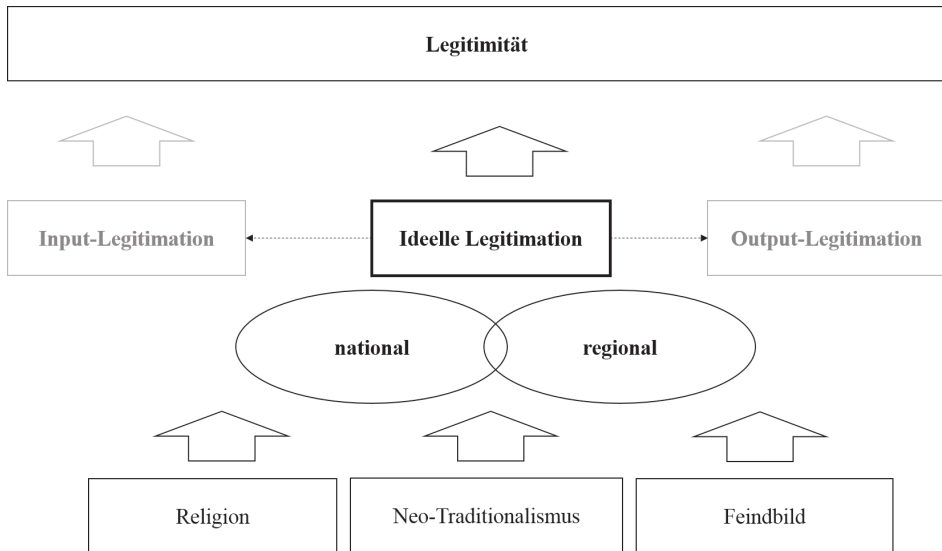 Legitimität
Input-Legitimation
Ideelle Legitimation
Output-Legitimation
national
regional
Religion
Neo-Traditionalismus
Feindbild